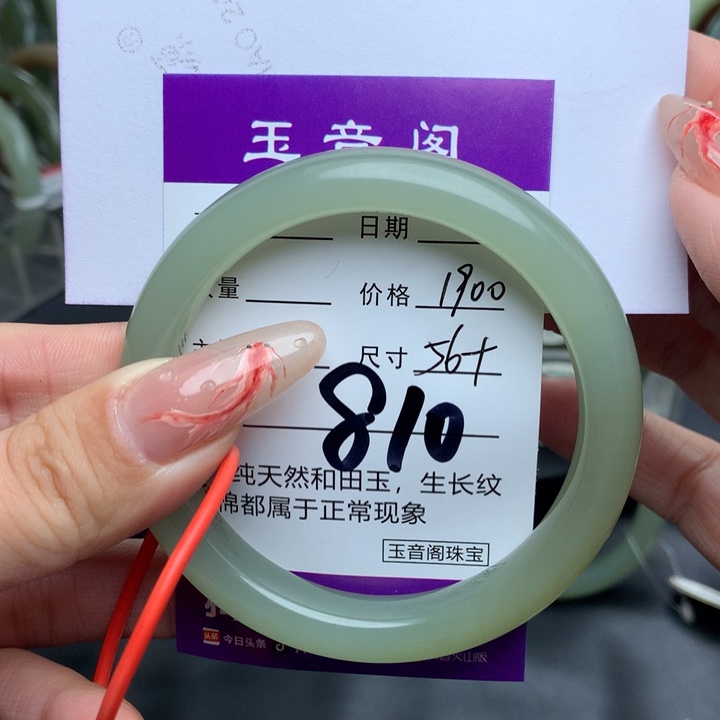 玉音阁
日期
量
价格 1900
尺寸 56+
810
纯天然和田玉，生长纹
棉都属于正常现象
玉音阁珠宝
头条 今日头条